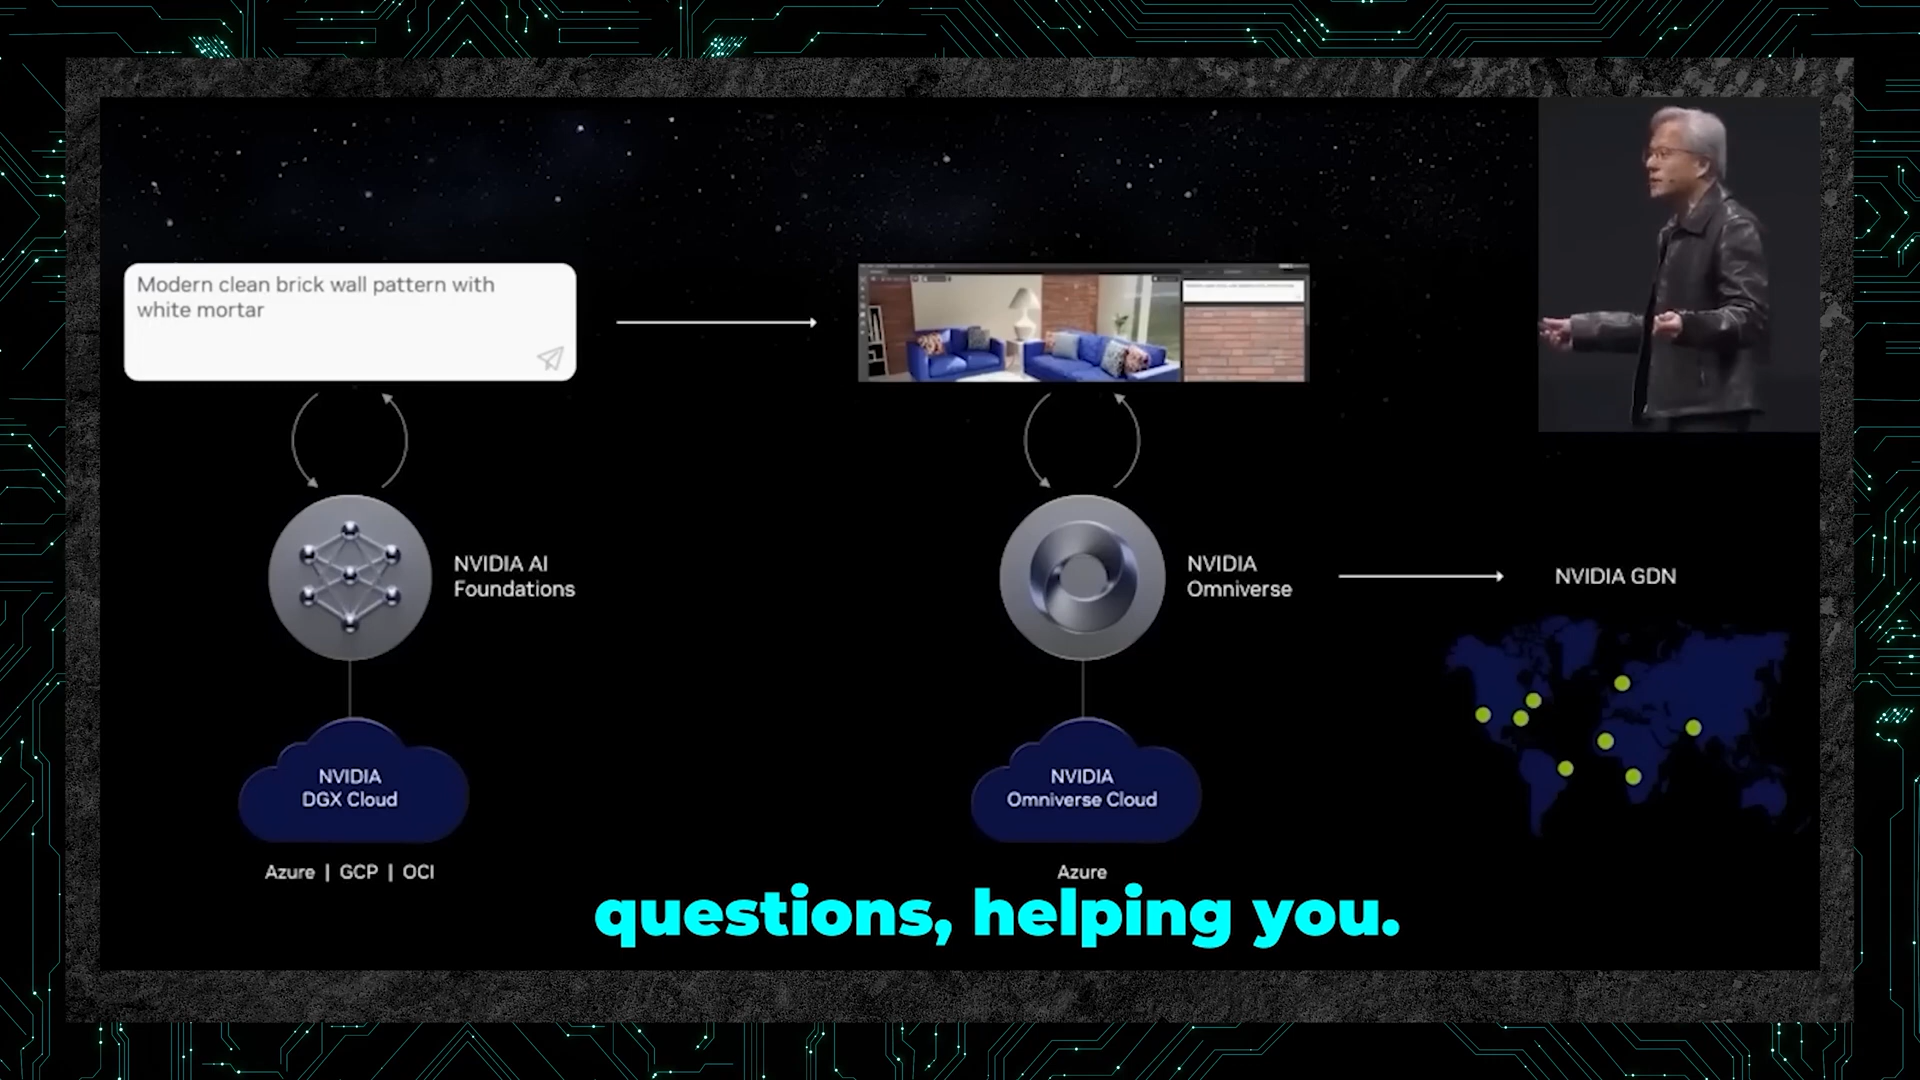 Modern clean brick wall pattern with
white mortar
NVIDIA AI
Foundations
NVIDIA
Omniverse
NVIDIA GDN
NVIDIA
DGX Cloud
NVIDIA
Omniverse Cloud
Azure | GCP | OCI
Azure
questions, helping you.